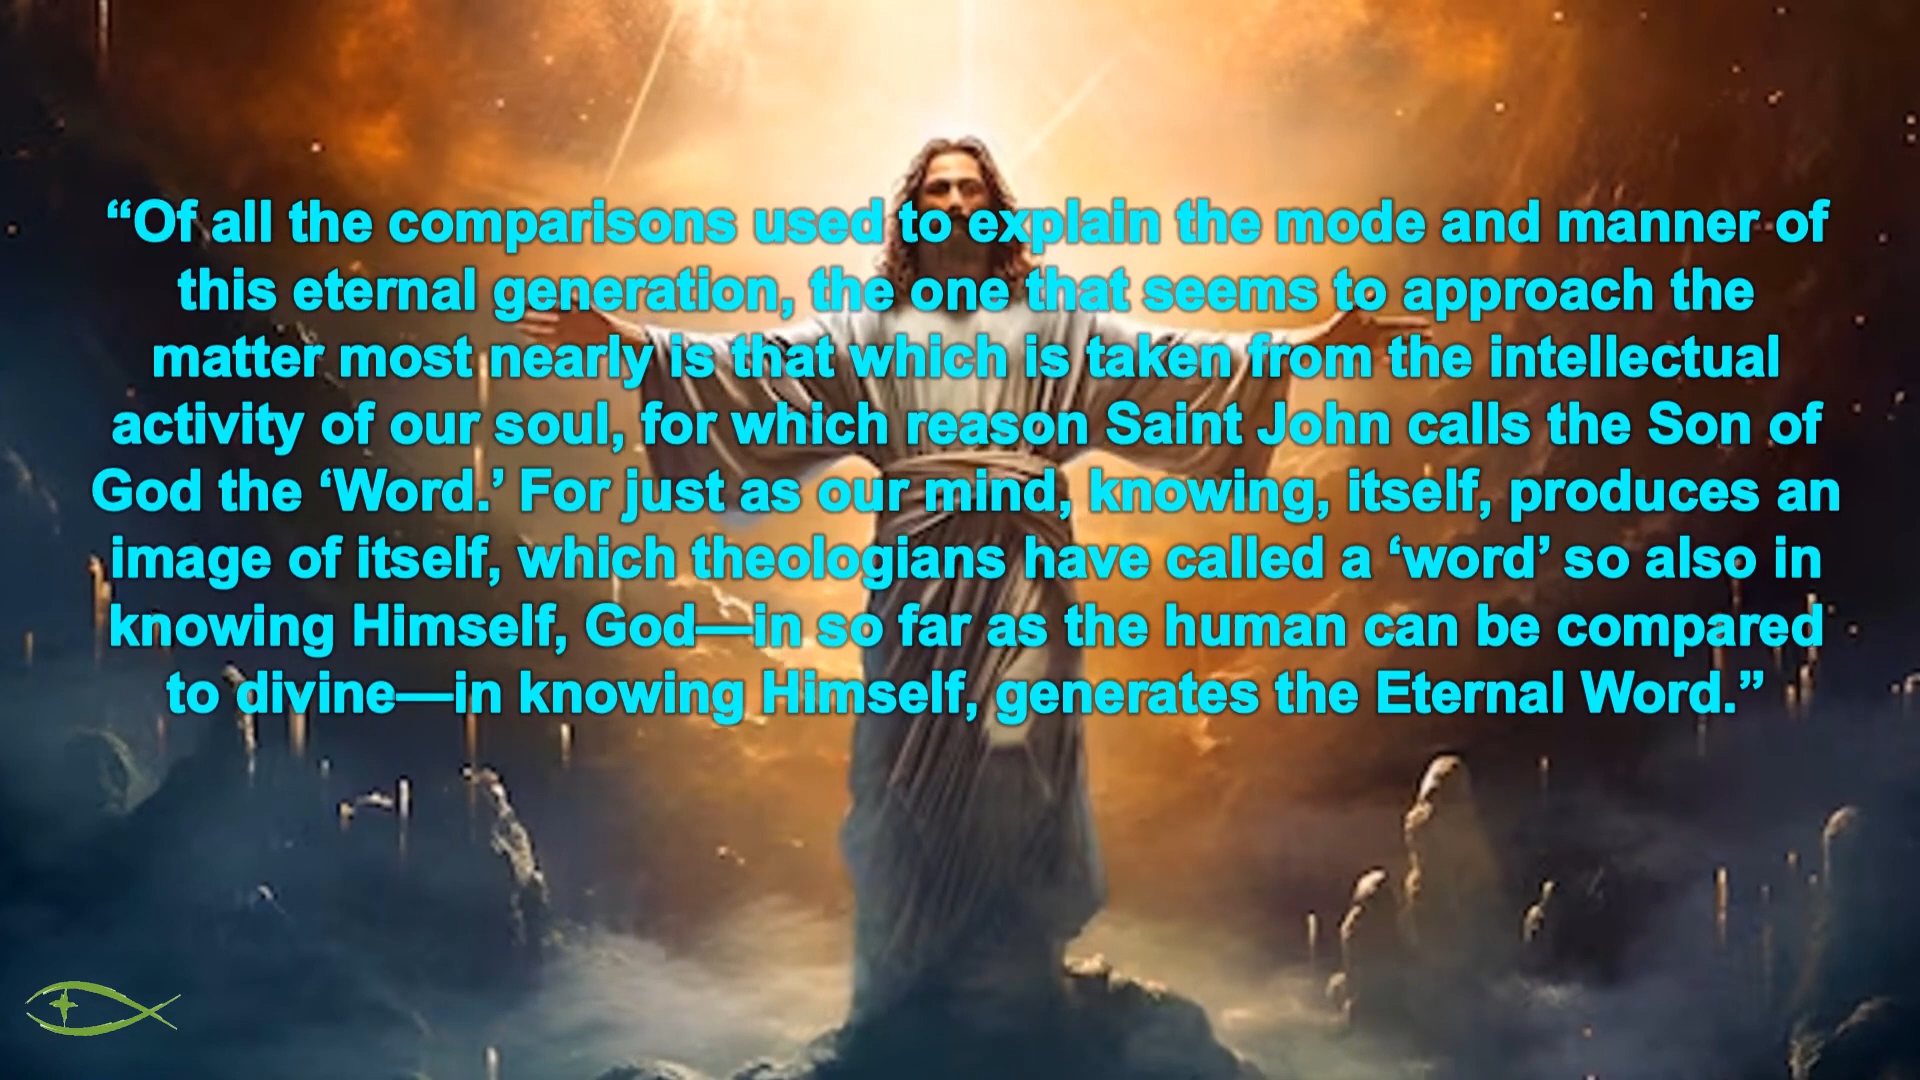 “Of all the comparisons used to explain the mode and manner of
this eternal generation, the one that seems to approach the
matter most nearly is that which is taken from the intellectual
activity of our soul, for which reason Saint John calls the Son of
God the ‘Word.’ For just as our mind, knowing, itself, produces an
image of itself, which theologians have called a ‘word’ so also in
knowing Himself, God—in so far as the human can be compared
to divine—in knowing Himself, generates the Eternal Word.”